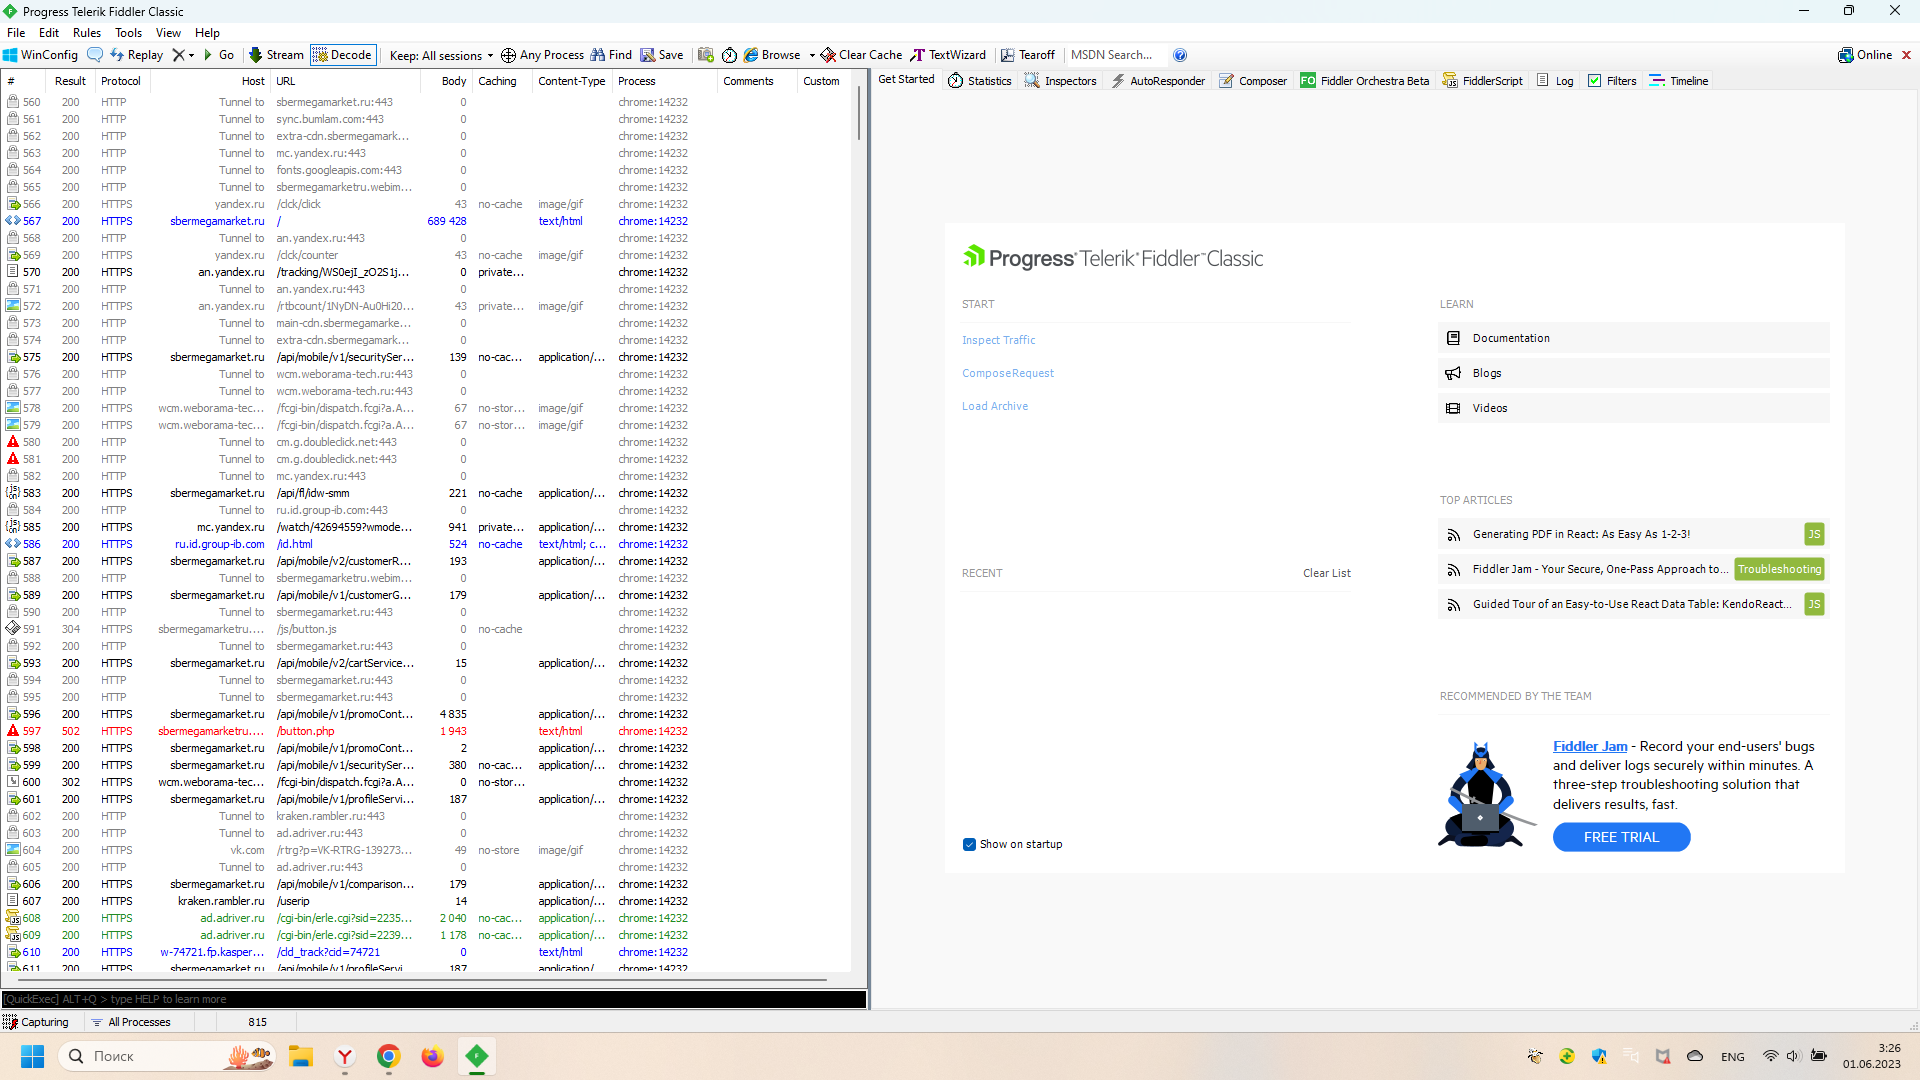 Progress Telerik Fiddler Classic
File Edit Rules Tools View Help
WinConfig Replay Go Stream Decode Keep: All sessions Any Process Find Save Browse Clear Cache TextWizard Tearoff MSDN Search... Online
# Result Protocol Host URL Body Caching Content-Type Process Comments Custom
560 200 HTTP Tunnel to sbermegamarket.ru:443 0 chrome:14232
561 200 HTTP Tunnel to sync.bumlam.com:443 0 chrome:14232
562 200 HTTP Tunnel to extra-cdn.sbermegamark... 0 chrome:14232
563 200 HTTP Tunnel to mc.yandex.ru:443 0 chrome:14232
564 200 HTTP Tunnel to fonts.googleapis.com:443 0 chrome:14232
565 200 HTTP Tunnel to sbermegamarketru.webim... 0 chrome:14232
566 200 HTTPS yandex.ru /clck/click 43 no-cache image/gif chrome:14232
567 200 HTTPS sbermegamarket.ru / 689 428 text/html chrome:14232
568 200 HTTP Tunnel to an.yandex.ru:443 0 chrome:14232
569 200 HTTPS yandex.ru /clck/counter 43 no-cache image/gif chrome:14232
570 200 HTTPS an.yandex.ru /tracking/WS0ejI_zO2S1j... 0 private... chrome:14232
571 200 HTTP Tunnel to an.yandex.ru:443 0 chrome:14232
572 200 HTTPS an.yandex.ru /rtbcount/1NyDN-Au0Hi20... 43 private... image/gif chrome:14232
573 200 HTTP Tunnel to main-cdn.sbermegamarke... 0 chrome:14232
574 200 HTTP Tunnel to extra-cdn.sbermegamark... 0 chrome:14232
575 200 HTTPS sbermegamarket.ru /api/mobile/v1/securitySer... 139 no-cac... application/... chrome:14232
576 200 HTTP Tunnel to wcm.weborama-tech.ru:443 0 chrome:14232
577 200 HTTP Tunnel to wcm.weborama-tech.ru:443 0 chrome:14232
578 200 HTTPS wcm.weborama-tec... /fcgi-bin/dispatch.fcgi?a.A... 67 no-stor... image/gif chrome:14232
579 200 HTTPS wcm.weborama-tec... /fcgi-bin/dispatch.fcgi?a.A... 67 no-stor... image/gif chrome:14232
580 200 HTTP Tunnel to cm.g.doubleclick.net:443 0 chrome:14232
581 200 HTTP Tunnel to cm.g.doubleclick.net:443 0 chrome:14232
582 200 HTTP Tunnel to mc.yandex.ru:443 0 chrome:14232
583 200 HTTPS sbermegamarket.ru /api/fl/idw-smm 221 no-cache application/... chrome:14232
584 200 HTTP Tunnel to ru.id.group-ib.com:443 0 chrome:14232
585 200 HTTPS mc.yandex.ru /watch/42694559?wmode... 941 private... application/... chrome:14232
586 200 HTTPS ru.id.group-ib.com /id.html 524 no-cache text/html; c... chrome:14232
587 200 HTTPS sbermegamarket.ru /api/mobile/v2/customerR... 193 application/... chrome:14232
588 200 HTTP Tunnel to sbermegamarketru.webim... 0 chrome:14232
589 200 HTTPS sbermegamarket.ru /api/mobile/v1/customerG... 179 application/... chrome:14232
590 200 HTTP Tunnel to sbermegamarket.ru:443 0 chrome:14232
591 304 HTTPS sbermegamarketru.... /js/button.js 0 no-cache chrome:14232
592 200 HTTP Tunnel to sbermegamarket.ru:443 0 chrome:14232
593 200 HTTPS sbermegamarket.ru /api/mobile/v2/cartService... 15 application/... chrome:14232
594 200 HTTP Tunnel to sbermegamarket.ru:443 0 chrome:14232
595 200 HTTP Tunnel to sbermegamarket.ru:443 0 chrome:14232
596 200 HTTPS sbermegamarket.ru /api/mobile/v1/promoCont... 4 835 application/... chrome:14232
597 502 HTTPS sbermegamarketru.... /button.php 1 943 text/html chrome:14232
598 200 HTTPS sbermegamarket.ru /api/mobile/v1/promoCont... 2 application/... chrome:14232
599 200 HTTPS sbermegamarket.ru /api/mobile/v1/securitySer... 380 no-cac... application/... chrome:14232
600 302 HTTPS wcm.weborama-tec... /fcgi-bin/dispatch.fcgi?a.A... 0 no-stor... chrome:14232
601 200 HTTPS sbermegamarket.ru /api/mobile/v1/profileServi... 187 application/... chrome:14232
602 200 HTTP Tunnel to kraken.rambler.ru:443 0 chrome:14232
603 200 HTTP Tunnel to ad.adriver.ru:443 0 chrome:14232
604 200 HTTPS vk.com /rtrg?p=VK-RTRG-139273... 49 no-store image/gif chrome:14232
605 200 HTTP Tunnel to ad.adriver.ru:443 0 chrome:14232
606 200 HTTPS sbermegamarket.ru /api/mobile/v1/comparison... 179 application/... chrome:14232
607 200 HTTPS kraken.rambler.ru /userip 14 application/... chrome:14232
608 200 HTTPS ad.adriver.ru /cgi-bin/erle.cgi?sid=2235... 2 040 no-cac... application/... chrome:14232
609 200 HTTPS ad.adriver.ru /cgi-bin/erle.cgi?sid=2239... 1 178 no-cac... application/... chrome:14232
610 200 HTTPS w-74721.fp.kasper... /cld_track?cid=74721 0 text/html chrome:14232
611 200 HTTPS sbermegamarket.ru /api/mobile/v1/profileServi 187 application/ chrome:14232
[QuickExec] ALT+Q > type HELP to learn more
Capturing All Processes 815
Get Started Statistics Inspectors AutoResponder Composer FO Fiddler Orchestra Beta FiddlerScript Log Filters Timeline
Progress Telerik Fiddler Classic
START
Inspect Traffic
Compose Request
Load Archive
RECENT Clear List
Show on startup
LEARN
Documentation
Blogs
Videos
TOP ARTICLES
Generating PDF in React: As Easy As 1-2-3! JS
Fiddler Jam - Your Secure, One-Pass Approach to... Troubleshooting
Guided Tour of an Easy-to-Use React Data Table: KendoReact... JS
RECOMMENDED BY THE TEAM
Fiddler Jam - Record your end-users' bugs
and deliver logs securely within minutes. A
three-step troubleshooting solution that
delivers results, fast.
FREE TRIAL
Поиск
ENG
3:26
01.06.2023